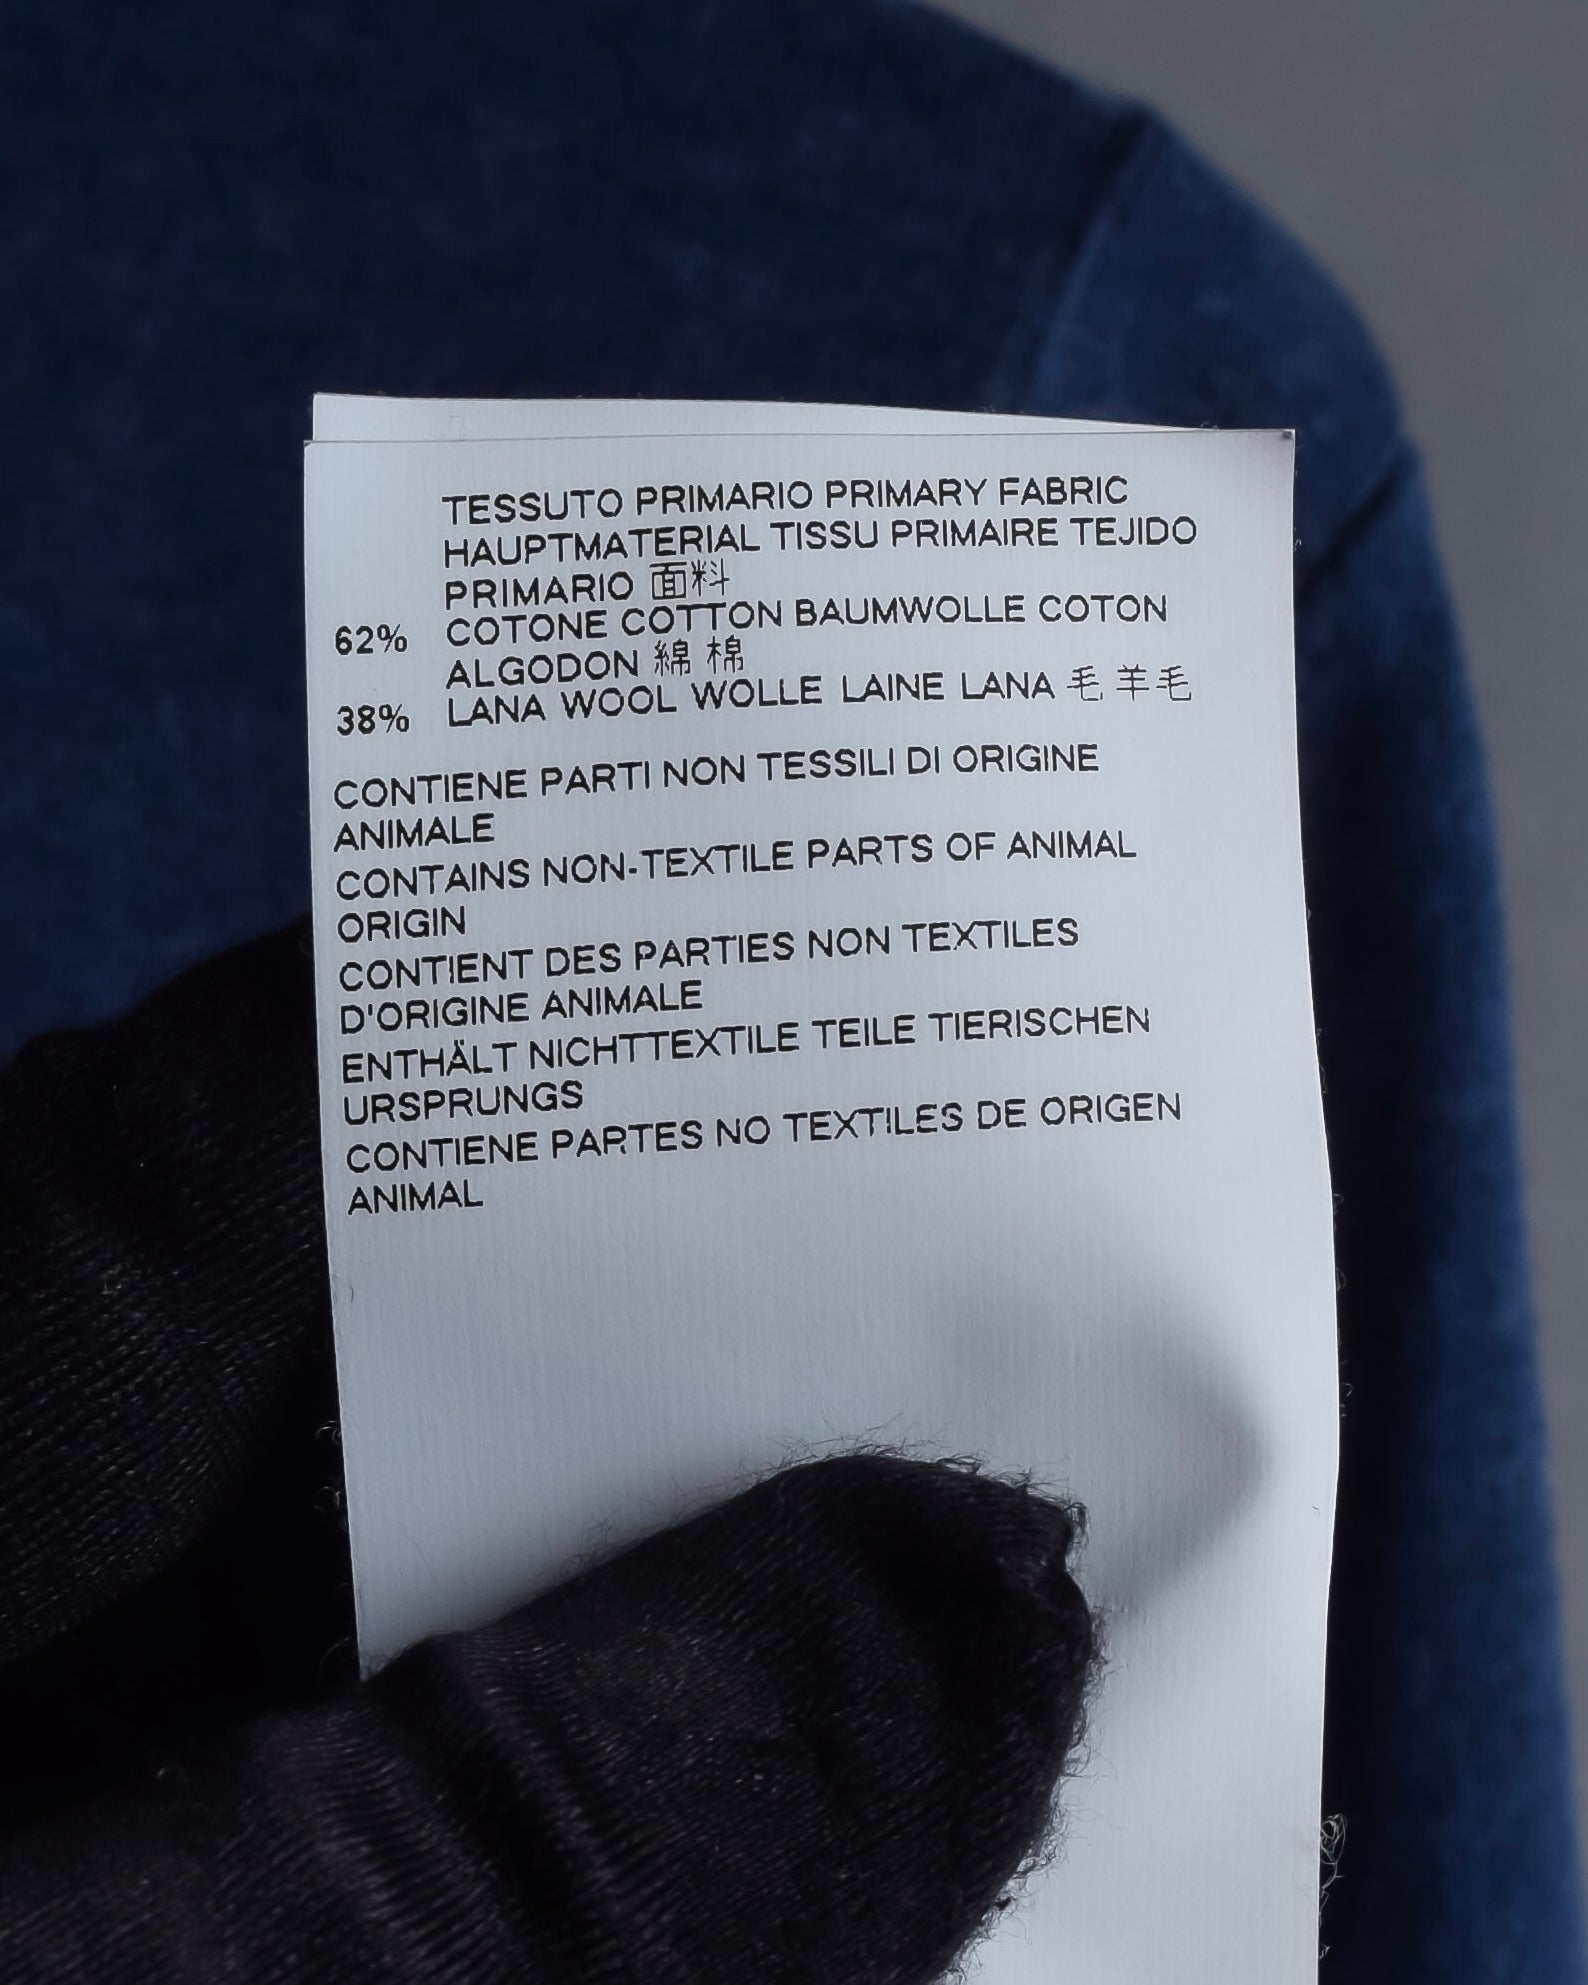 TESSUTO PRIMARIO PRIMARY FABRIC
HAUPTMATERIAL TISSU PRIMAIRE TEJIDO
PRIMARIO 面料
62% COTONE COTTON BAUMWOLLE COTON
ALGODON 綿 棉
38% LANA WOOL WOLLE LAINE LANA 毛 羊毛
CONTIENE PARTI NON TESSILI DI ORIGINE
ANIMALE
CONTAINS NON-TEXTILE PARTS OF ANIMAL
ORIGIN
CONTIENT DES PARTIES NON TEXTILES
D'ORIGINE ANIMALE
ENTHÄLT NICHTTEXTILE TEILE TIERISCHEN
URSPRUNGS
CONTIENE PARTES NO TEXTILES DE ORIGEN
ANIMAL